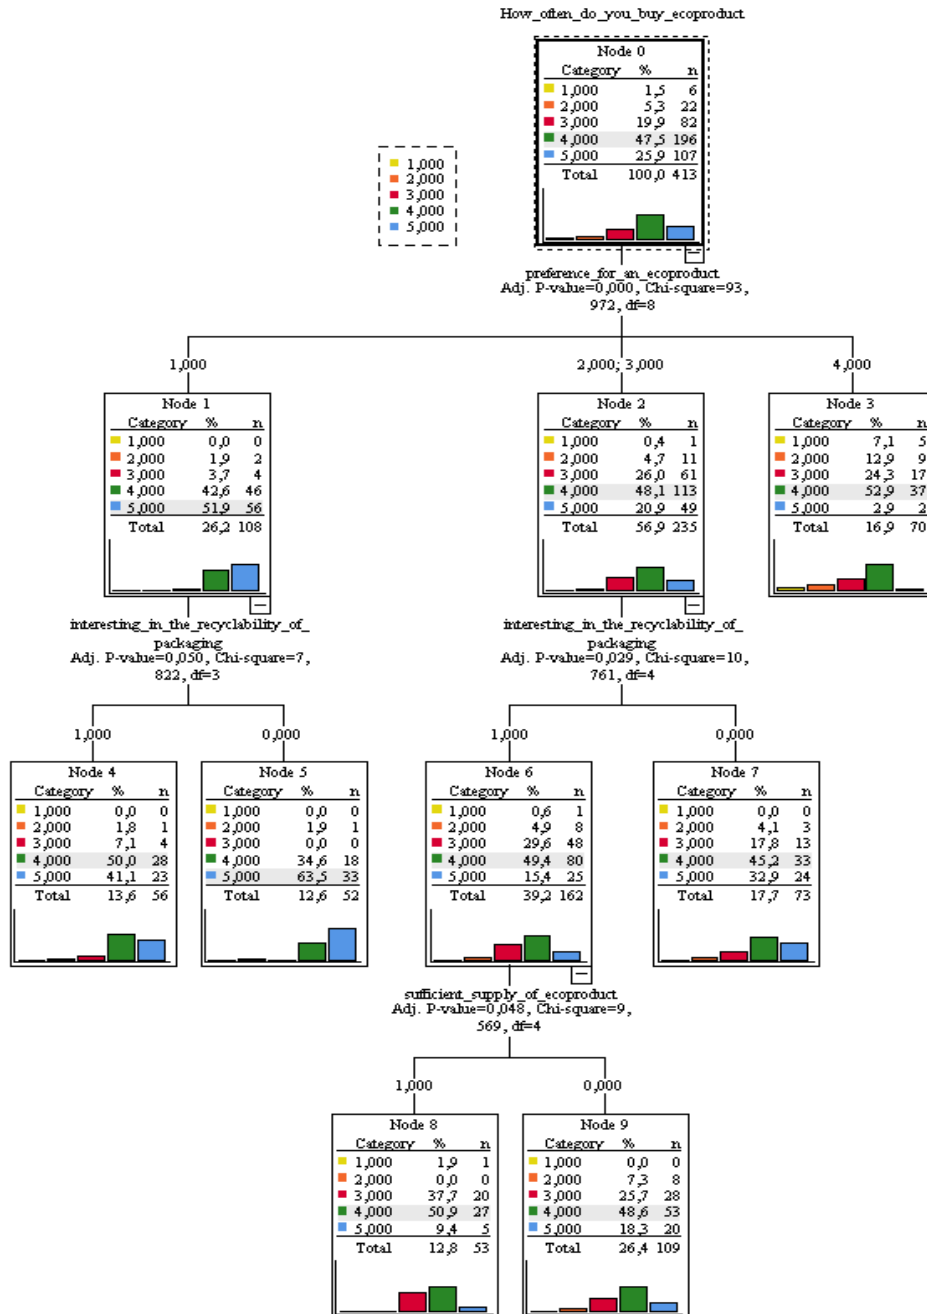 How_often_do_you_buy_ecoproduct
Node 0
Category % n
1,000 1,5 6
2,000 5,3 22
3,000 19,9 82
4,000 47,5 196
5,000 25,9 107
Total 100,0 413
1,000
2,000
3,000
4,000
5,000
preference_for_an_ecoproduct
Adj. P-value=0,000, Chi-square=93,
972, df=8
1,000
2,000; 3,000
4,000
Node 1
Category % n
1,000 0,0 0
2,000 1,9 2
3,000 3,7 4
4,000 42,6 46
5,000 51,9 56
Total 26,2 108
Node 2
Category % n
1,000 0,4 1
2,000 4,7 11
3,000 26,0 61
4,000 48,1 113
5,000 20,9 49
Total 56,9 235
Node 3
Category % n
1,000 7,1 5
2,000 12,9 9
3,000 24,3 17
4,000 52,9 37
5,000 2,9 2
Total 16,9 70
interesting_in_the_recyclability_of_
packaging
Adj. P-value=0,050, Chi-square=7,
822, df=3
interesting_in_the_recyclability_of_
packaging
Adj. P-value=0,029, Chi-square=10,
761, df=4
1,000
0,000
1,000
0,000
Node 4
Category % n
1,000 0,0 0
2,000 1,8 1
3,000 7,1 4
4,000 50,0 28
5,000 41,1 23
Total 13,6 56
Node 5
Category % n
1,000 0,0 0
2,000 1,9 1
3,000 0,0 0
4,000 34,6 18
5,000 63,5 33
Total 12,6 52
Node 6
Category % n
1,000 0,6 1
2,000 4,9 8
3,000 29,6 48
4,000 49,4 80
5,000 15,4 25
Total 39,2 162
Node 7
Category % n
1,000 0,0 0
2,000 4,1 3
3,000 17,8 13
4,000 45,2 33
5,000 32,9 24
Total 17,7 73
sufficient_supply_of_ecoproduct
Adj. P-value=0,048, Chi-square=9,
569, df=4
1,000
0,000
Node 8
Category % n
1,000 1,9 1
2,000 0,0 0
3,000 37,7 20
4,000 50,9 27
5,000 9,4 5
Total 12,8 53
Node 9
Category % n
1,000 0,0 0
2,000 7,3 8
3,000 25,7 28
4,000 48,6 53
5,000 18,3 20
Total 26,4 109